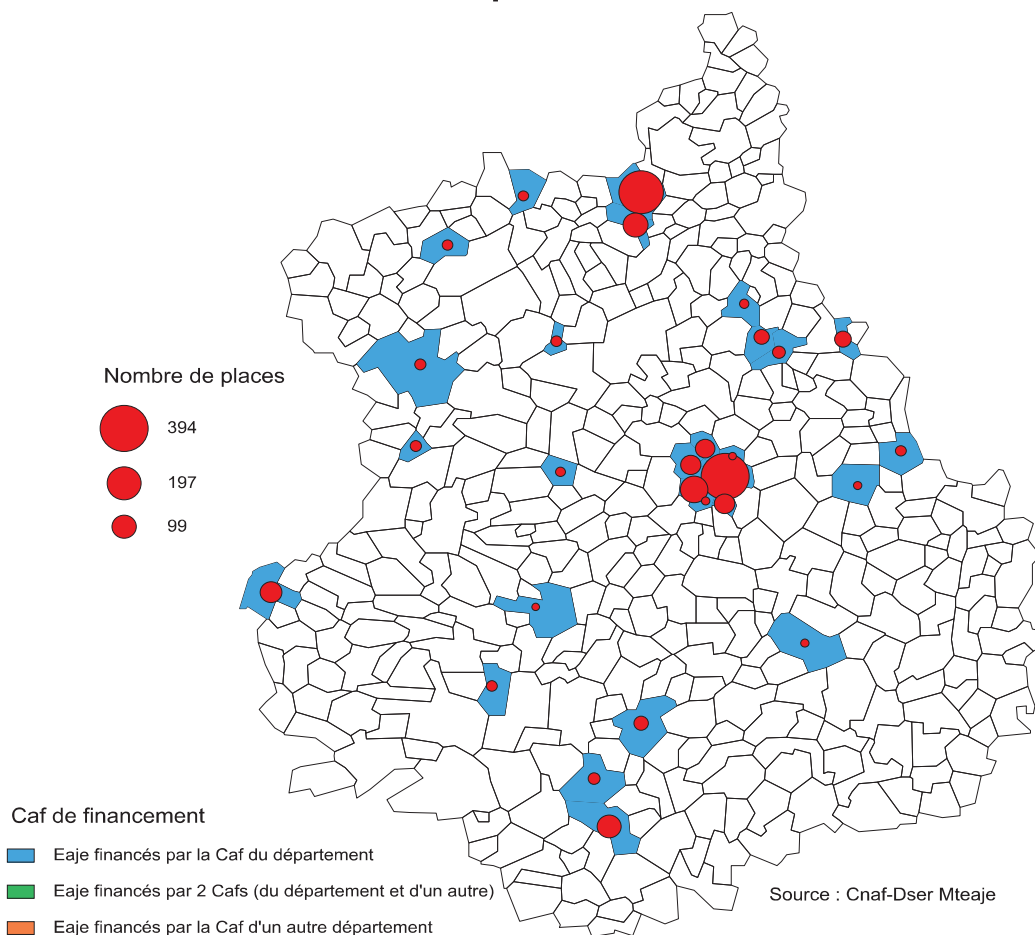 Nombre de places
394
197
99
Caf de financement
Eaje financés par la Caf du département
Eaje financés par 2 Cafs (du département et d'un autre)
Eaje financés par la Caf d'un autre département
Source : Cnaf-Dser Mteaje